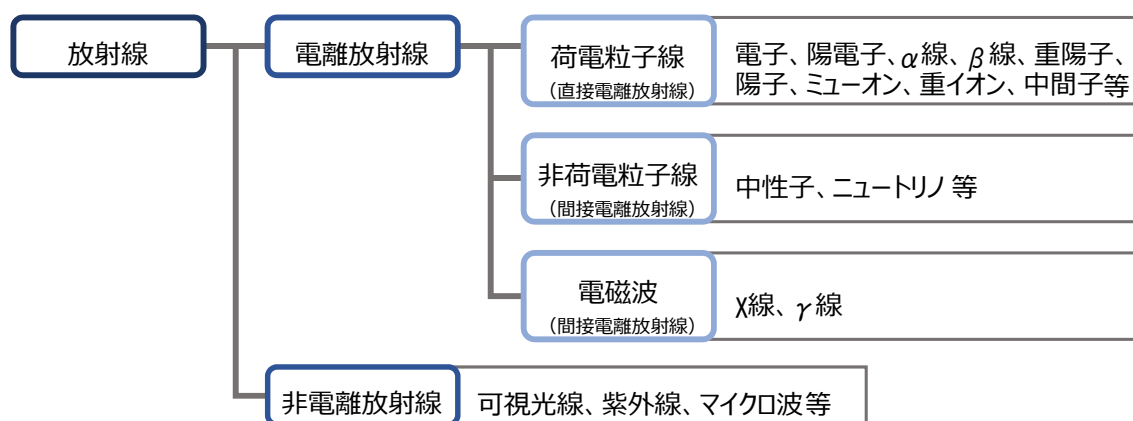 放射線
電離放射線
荷電粒子線
（直接電離放射線）
電子、陽電子、α線、β線、重陽子、
陽子、ミューオン、重イオン、中間子等
非荷電粒子線
（間接電離放射線）
中性子、ニュートリノ等
電磁波
（間接電離放射線）
χ線、γ線
非電離放射線
可視光線、紫外線、マイクロ波等